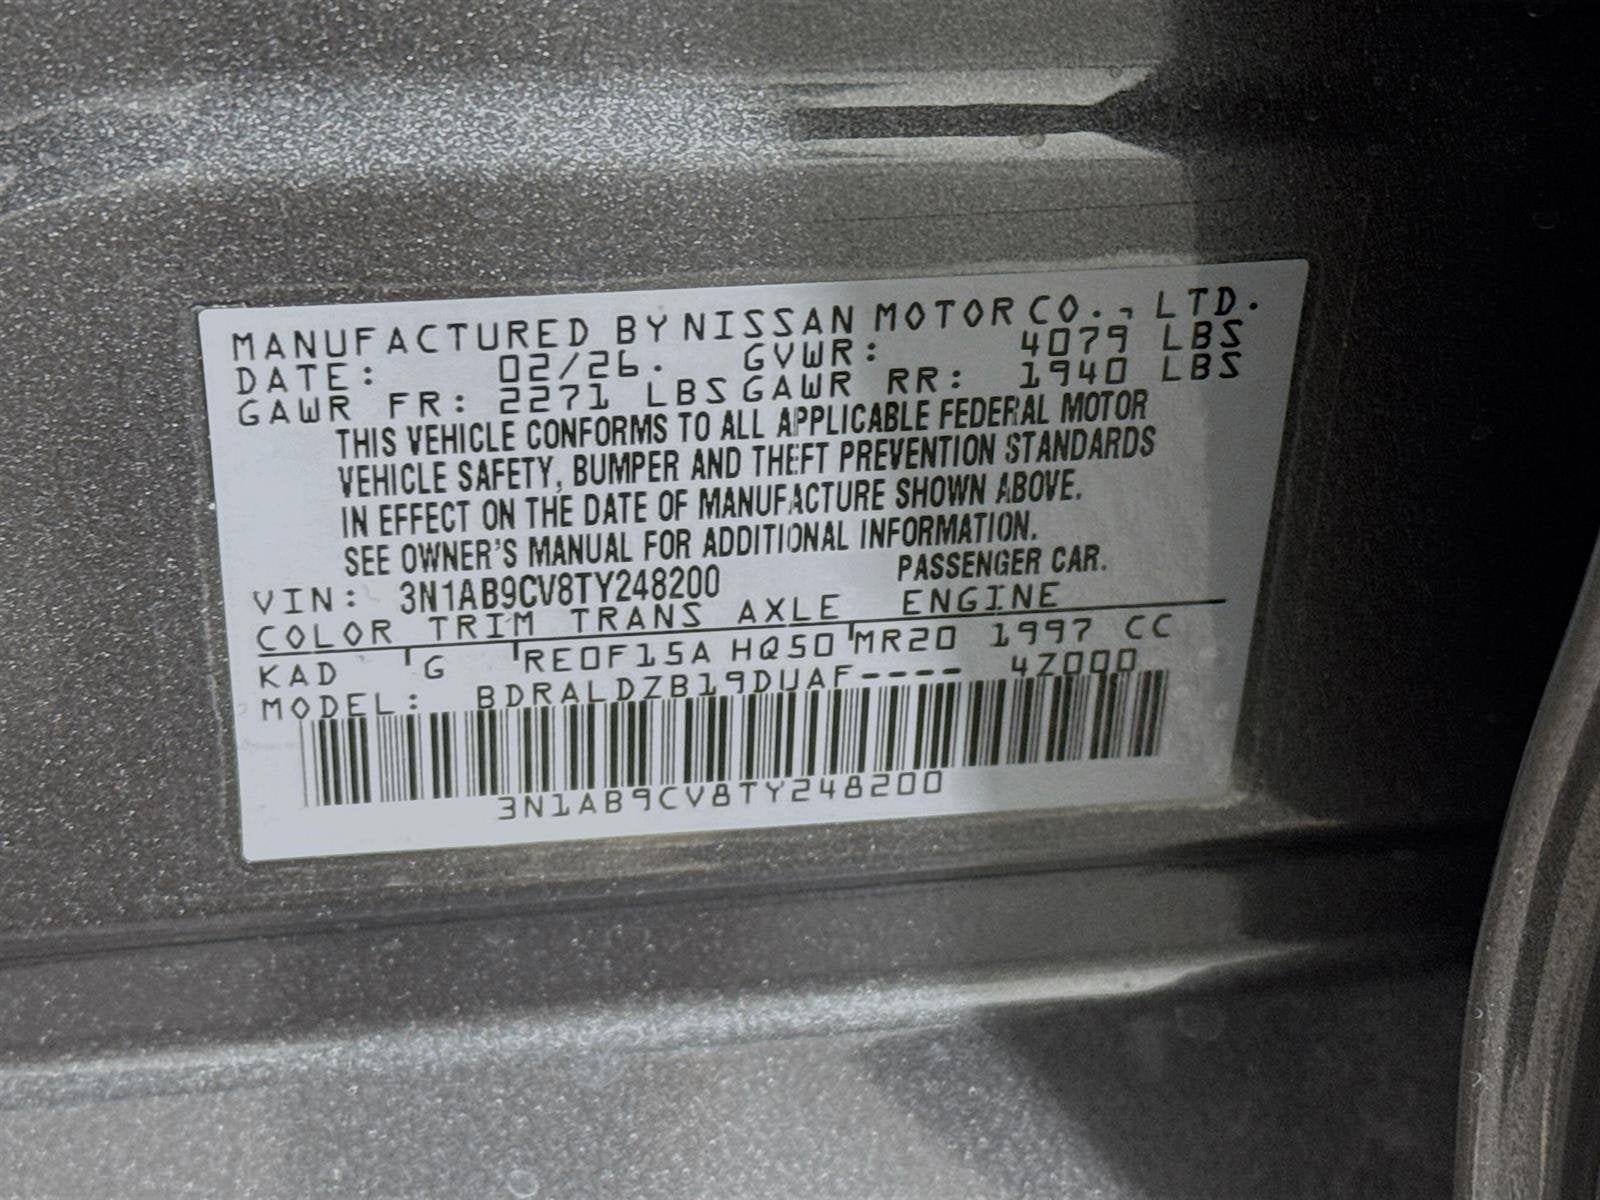 MANUFACTURED BY NISSAN MOTOR CO., LTD.
DATE: 02/26. GVWR: 4079 LBS
GAWR FR: 2271 LBS GAWR RR: 1940 LBS
THIS VEHICLE CONFORMS TO ALL APPLICABLE FEDERAL MOTOR
VEHICLE SAFETY, BUMPER AND THEFT PREVENTION STANDARDS
IN EFFECT ON THE DATE OF MANUFACTURE SHOWN ABOVE.
SEE OWNER'S MANUAL FOR ADDITIONAL INFORMATION.
VIN: 3N1AB9CV8TY248200 PASSENGER CAR.
COLOR TRIM TRANS AXLE ENGINE
KAD G RE0F15A HQ50 MR20 1997 CC
MODEL: BDRALDZB19DUAF---- 4Z000
3N1AB9CV8TY248200